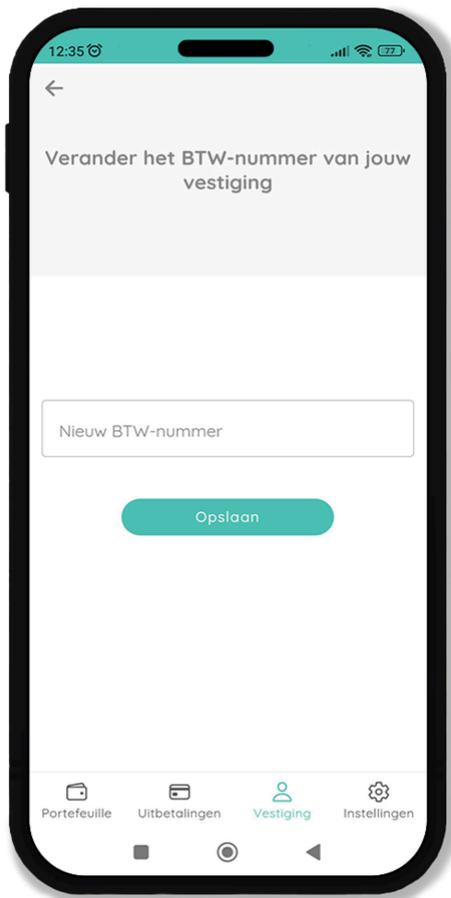 12:35
77
Verander het BTW-nummer van jouw
vestiging
Nieuw BTW-nummer
Opslaan
Portefeuille Uitbetalingen Vestiging Instellingen